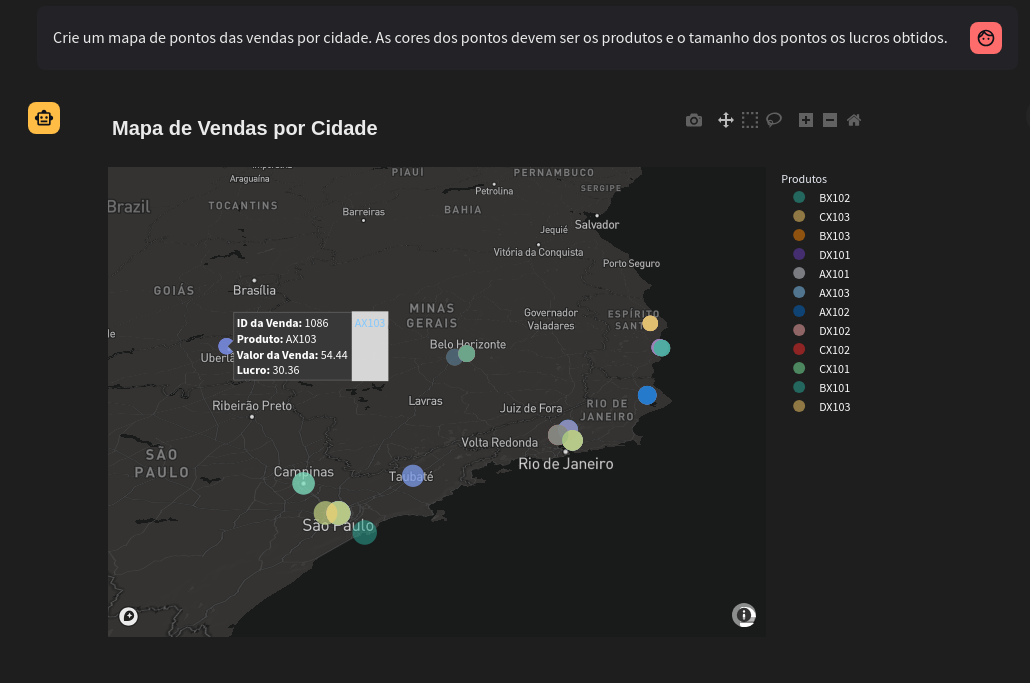 Crie um mapa de pontos das vendas por cidade. As cores dos pontos devem ser os produtos e o tamanho dos pontos os lucros obtidos.
Mapa de Vendas por Cidade
PIAUÍ
PERNAMBUCO
Araguaína
SERGIPE
Petrolina
Brazil
TOCANTINS
Barreiras
BAHIA
Salvador
Jequié
Vitória da Conquista
Porto Seguro
GOIÁS
Brasília
MINAS
GERAIS
Governador
Valadares
ESPÍRITO
SANT
ID da Venda: 1086
Produto: AX103
Valor da Venda: 54.44
Lucro: 30.36
AX103
de
Uberlâ
Belo Horizonte
Ribeirão Preto
Lavras
Juiz de Fora
RIO DE
JANEIRO
SÃO
PAULO
Volta Redonda
Rio de Janeiro
Campinas
Taubaté
São Paulo
Produtos
BX102
CX103
BX103
DX101
AX101
AX103
AX102
DX102
CX102
CX101
BX101
DX103